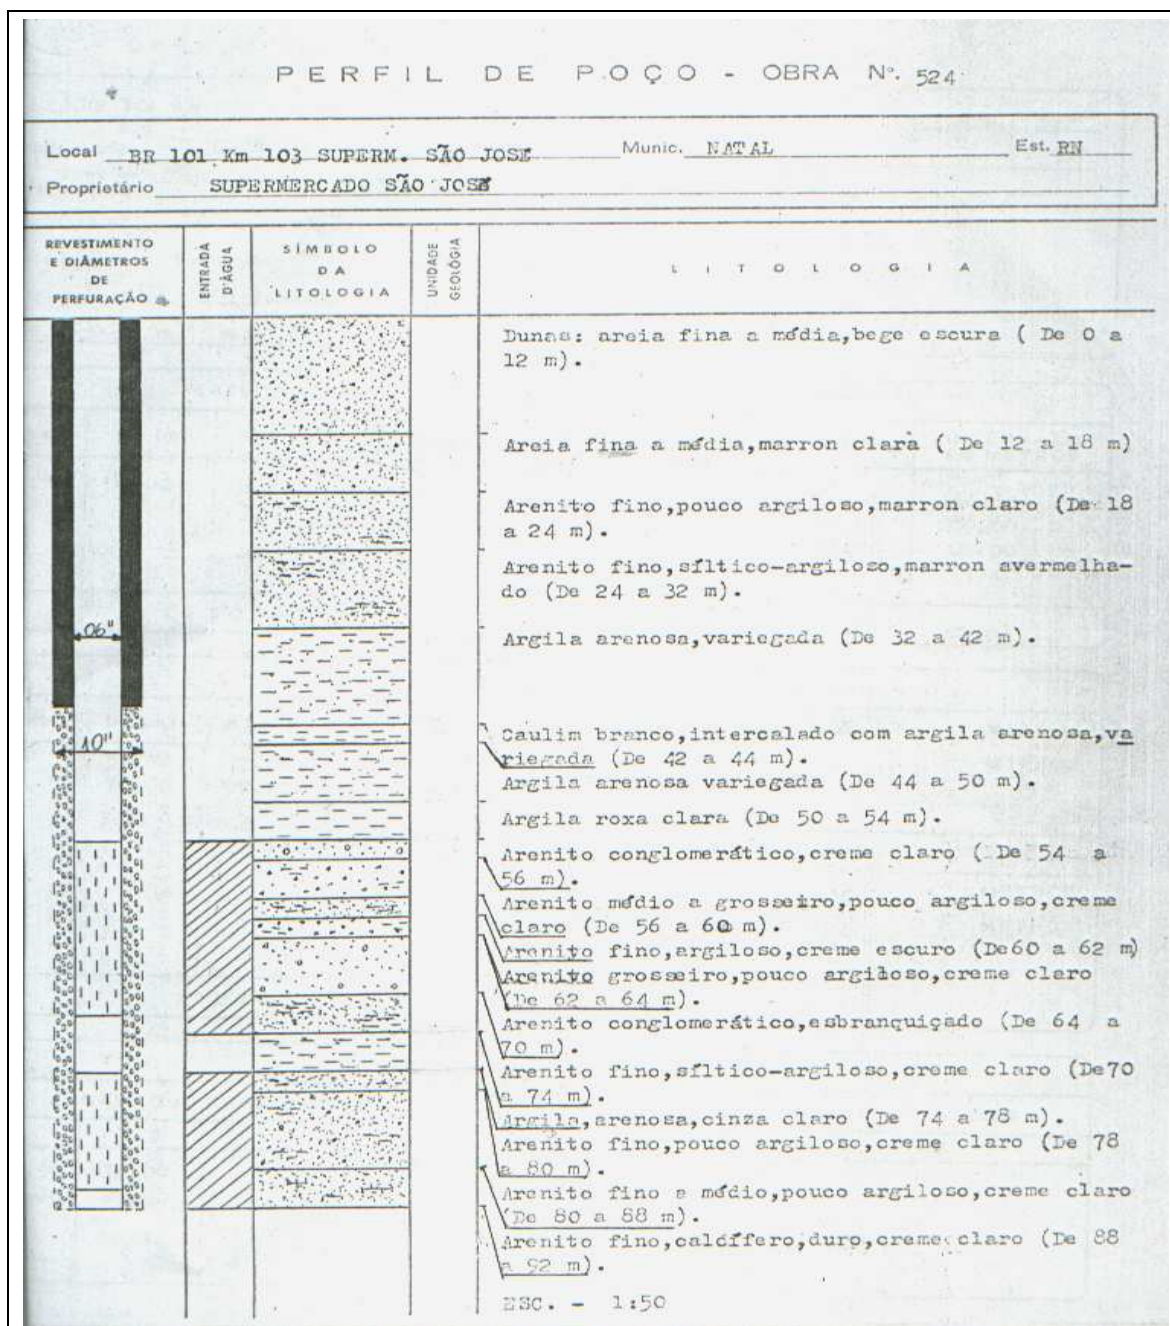 PERFIL DE POÇO - OBRA Nº. 524
Local BR 101 Km 103 SUPERM. SÃO JOSE Munic. NATAL Est. RN
Proprietário SUPERMERCADO SÃO JOSE
REVESTIMENTO
E DIÂMETROS
DE
PERFURAÇÃO
ENTRADA
D'ÁGUA
SÍMBOLO
DA
LITOLOGIA
UNIDADE
GEOLÓGIA
LITOLOGIA
Dunas: areia fina a média,bege escura ( De 0 a
12 m).
Areia fina a média,marron clara ( De 12 a 18 m)
Arenito fino,pouco argiloso,marron claro (De 18
a 24 m).
Arenito fino,síltico-argiloso,marron avermelha-
do (De 24 a 32 m).
06"
Argila arenosa,variegada (De 32 a 42 m).
10"
Caulim branco,intercalado com argila arenosa,va
riegada (De 42 a 44 m).
Argila arenosa variegada (De 44 a 50 m).
Argila roxa clara (De 50 a 54 m).
Arenito conglomerático,creme claro ( De 54 a
56 m).
Arenito médio a grosseiro,pouco argiloso,creme
claro (De 56 a 60 m).
Arenito fino,argiloso,creme escuro (De60 a 62 m)
Arenito grosseiro,pouco argiloso,creme claro
(De 62 a 64 m).
Arenito conglomerático,esbranquiçado (De 64 a
70 m).
Arenito fino,síltico-argiloso,creme claro (De70
a 74 m).
Argila,arenosa,cinza claro (De 74 a 78 m).
Arenito fino,pouco argiloso,creme claro (De 78
a 80 m).
Arenito fino e médio,pouco argiloso,creme claro
(De 80 a 88 m).
Arenito fino,calcífero,duro,creme claro (De 88
a 92 m).
ESC. - 1:50